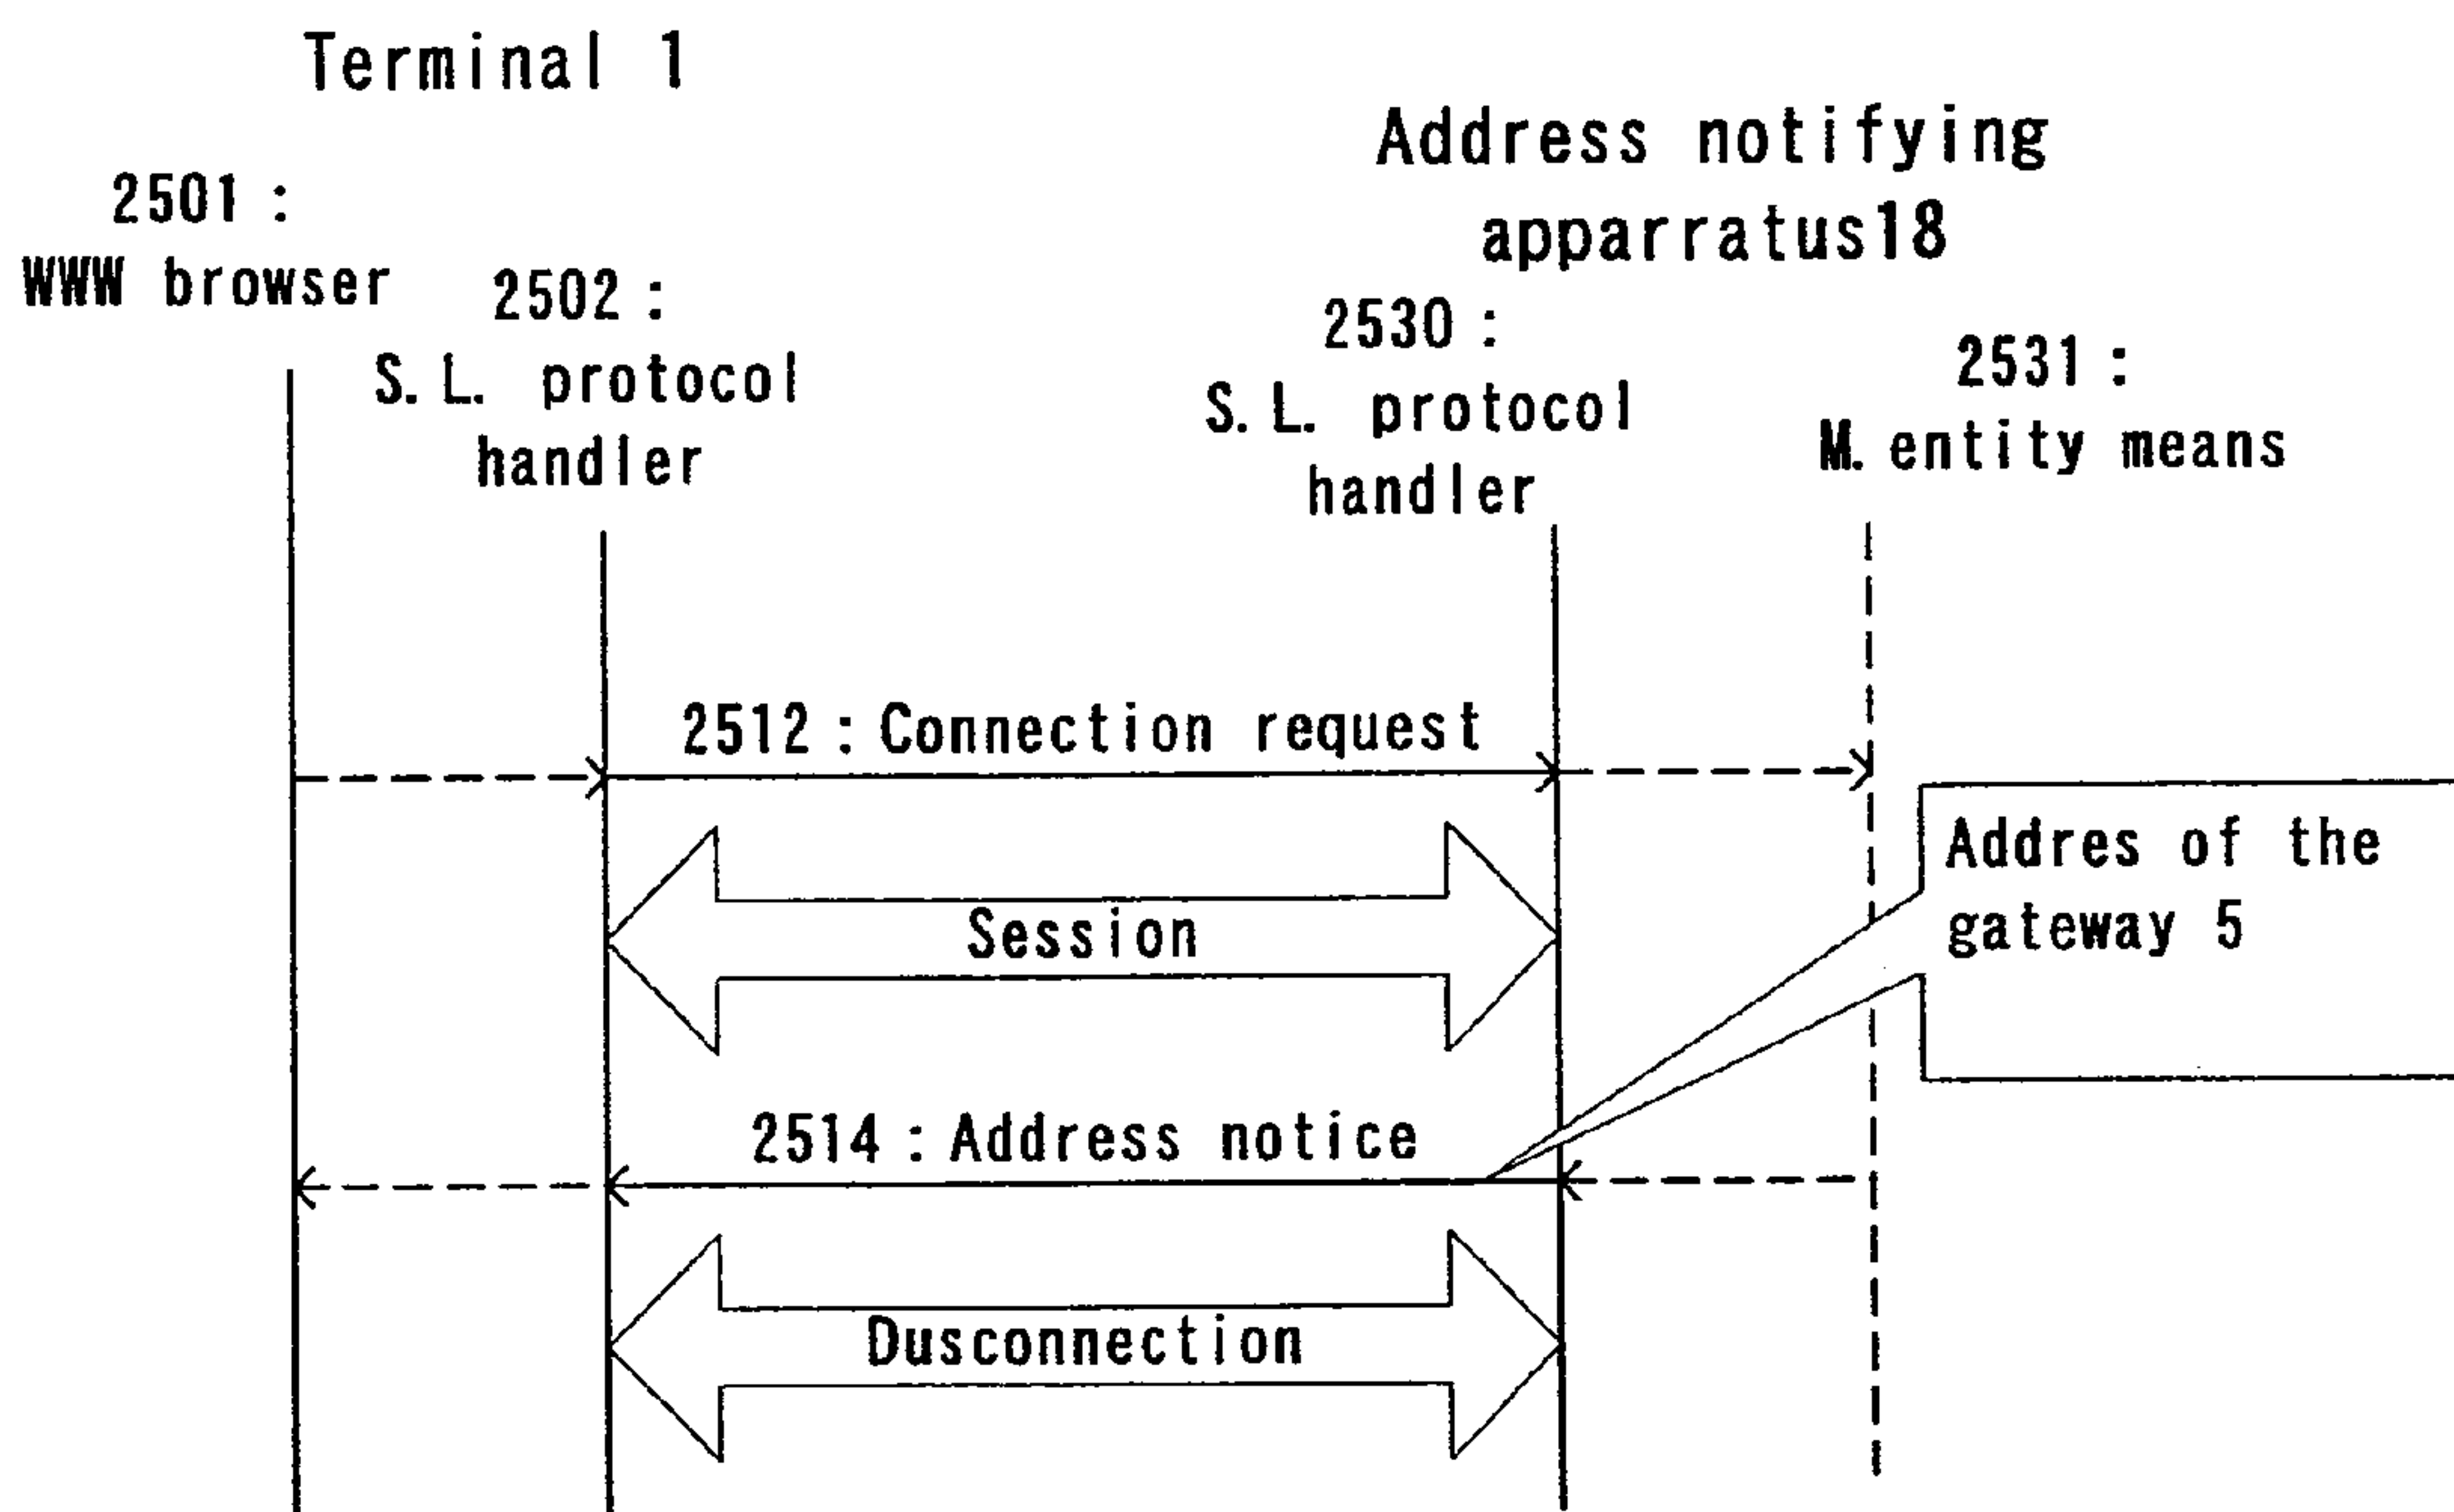 Terminal 1
Address notifying
apparratus18
2501 :
WWW browser
2502 :
S. L. protocol
handler
2530 :
S. L. protocol
handler
2531 :
M. entity means
2512 : Connection request
Addres of the
gateway 5
Session
2514 : Address notice
Dusconnection